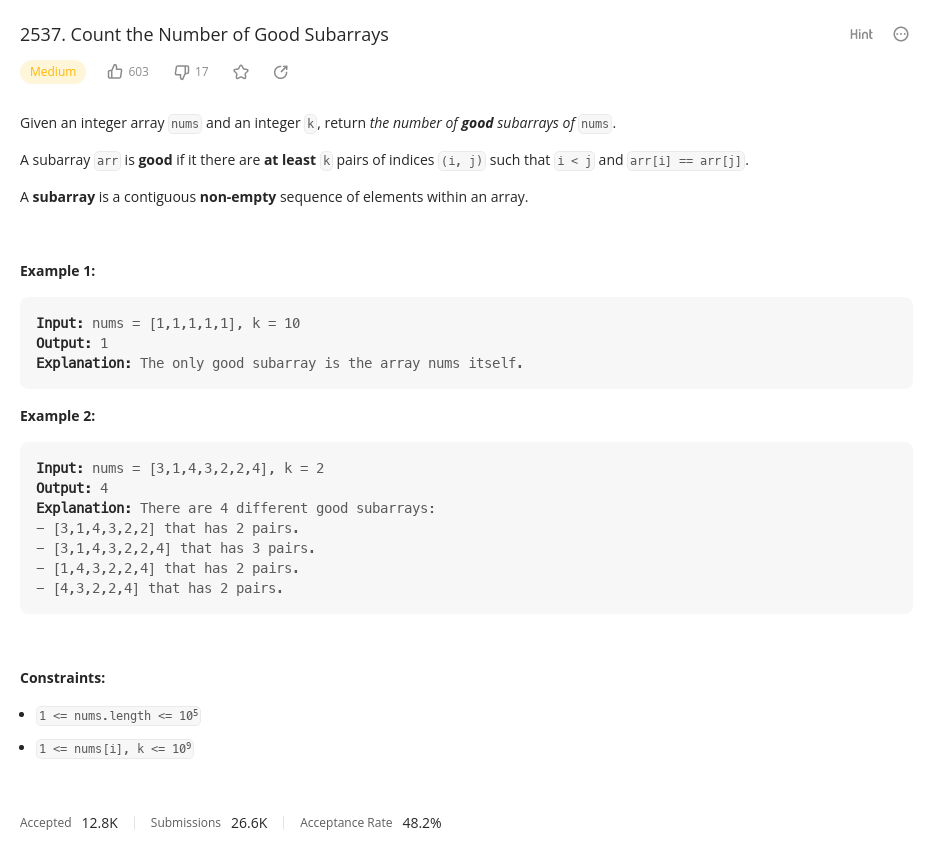 2537. Count the Number of Good Subarrays
Hint
Medium 603 17
Given an integer array nums and an integer k, return the number of good subarrays of nums.
A subarray arr is good if it there are at least k pairs of indices (i, j) such that i < j and arr[i] == arr[j].
A subarray is a contiguous non-empty sequence of elements within an array.
Example 1:
Input: nums = [1,1,1,1,1], k = 10
Output: 1
Explanation: The only good subarray is the array nums itself.
Example 2:
Input: nums = [3,1,4,3,2,2,4], k = 2
Output: 4
Explanation: There are 4 different good subarrays:
- [3,1,4,3,2,2] that has 2 pairs.
- [3,1,4,3,2,2,4] that has 3 pairs.
- [1,4,3,2,2,4] that has 2 pairs.
- [4,3,2,2,4] that has 2 pairs.
Constraints:
• 1 <= nums.length <= 10⁵
• 1 <= nums[i], k <= 10⁹
Accepted 12.8K Submissions 26.6K Acceptance Rate 48.2%